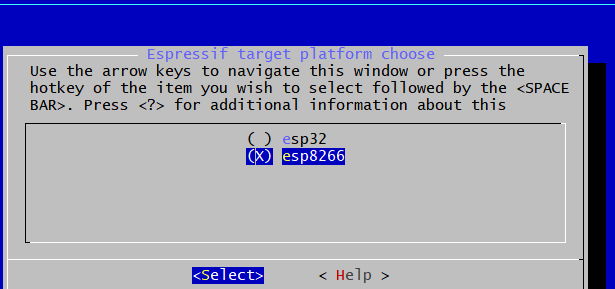 Espressif target platform choose
Use the arrow keys to navigate this window or press the
hotkey of the item you wish to select followed by the <SPACE
BAR>. Press <?> for additional information about this
( ) esp32
(X) esp8266
<Select> < Help >